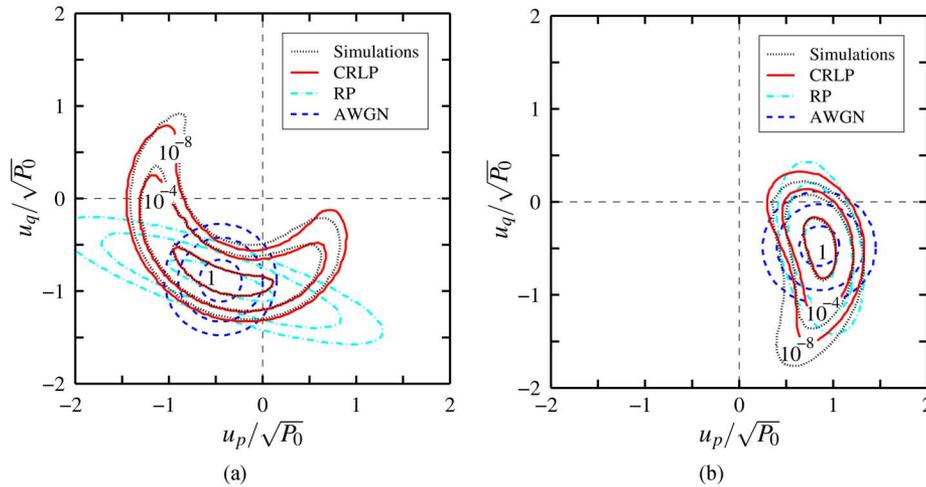 2
1
0
−1
−2
−2
−1
0
1
2
u_q/√P_0
u_p/√P_0
Simulations
CRLP
RP
AWGN
10^−8
10^−4
1
(a)
2
1
0
−1
−2
−2
−1
0
1
2
u_q/√P_0
u_p/√P_0
Simulations
CRLP
RP
AWGN
1
10^−4
10^−8
(b)